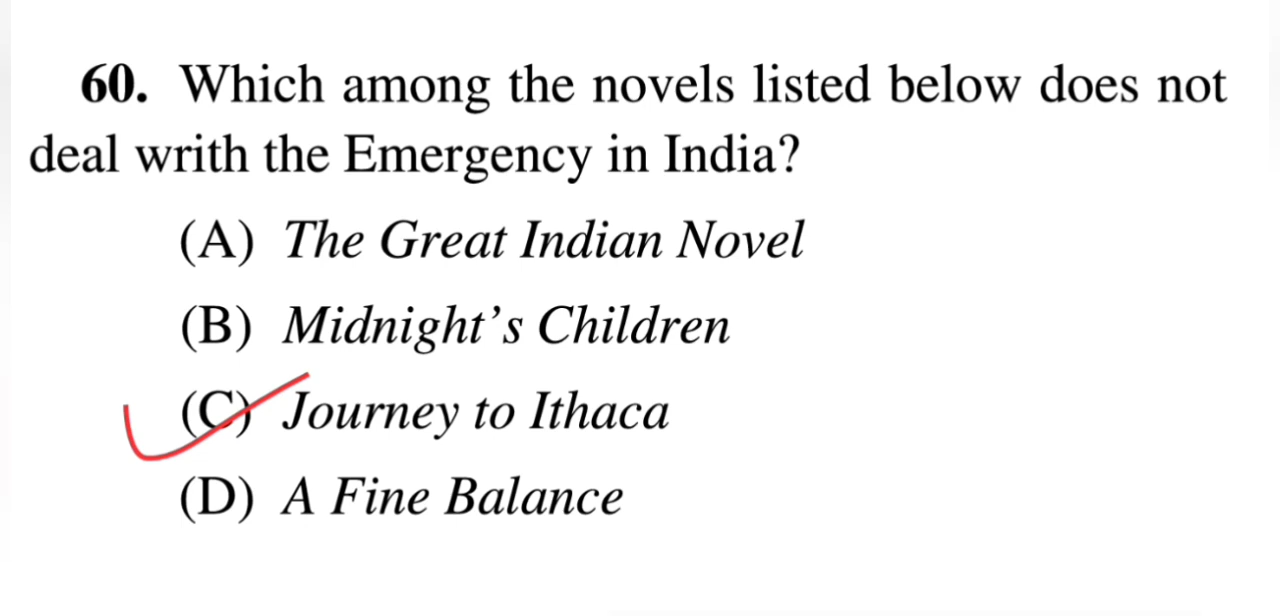 60. Which among the novels listed below does not
deal writh the Emergency in India?
(A) The Great Indian Novel
(B) Midnight’s Children
(C) Journey to Ithaca
(D) A Fine Balance